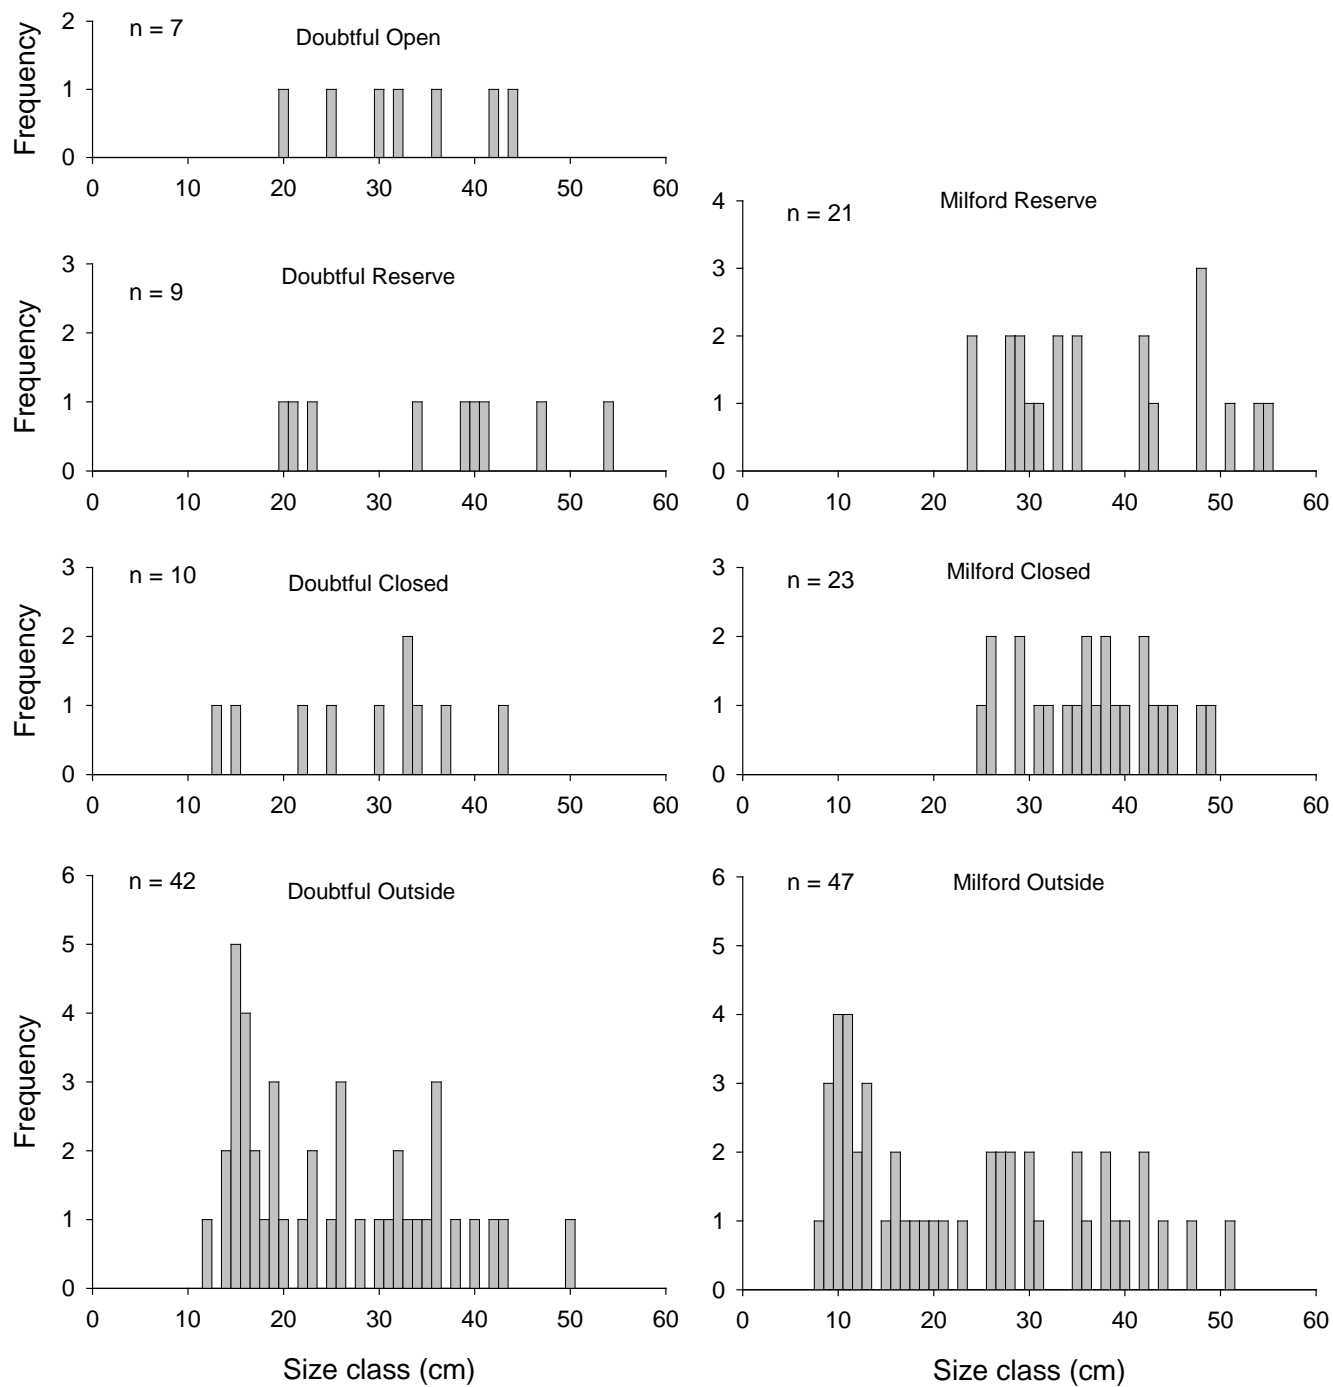 n = 7
Doubtful Open
Frequency
2
1
0
0 10 20 30 40 50 60
n = 9
Doubtful Reserve
Frequency
3
2
1
0
0 10 20 30 40 50 60
n = 10
Doubtful Closed
Frequency
3
2
1
0
0 10 20 30 40 50 60
n = 42
Doubtful Outside
Frequency
6
5
4
3
2
1
0
0 10 20 30 40 50 60
Size class (cm)
n = 21
Milford Reserve
4
3
2
1
0
0 10 20 30 40 50 60
n = 23
Milford Closed
3
2
1
0
0 10 20 30 40 50 60
n = 47
Milford Outside
6
5
4
3
2
1
0
0 10 20 30 40 50 60
Size class (cm)